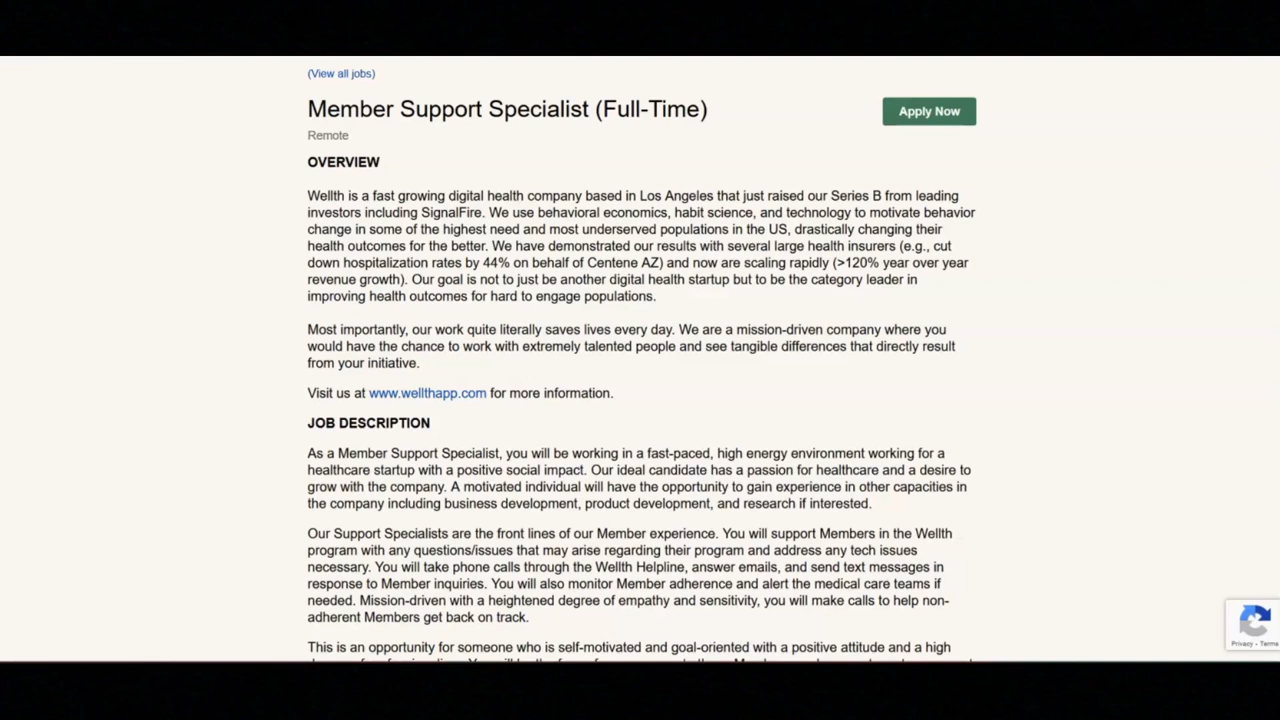 (View all jobs)
Member Support Specialist (Full-Time)
Apply Now
Remote
OVERVIEW
Wellth is a fast growing digital health company based in Los Angeles that just raised our Series B from leading
investors including SignalFire. We use behavioral economics, habit science, and technology to motivate behavior
change in some of the highest need and most underserved populations in the US, drastically changing their
health outcomes for the better. We have demonstrated our results with several large health insurers (e.g., cut
down hospitalization rates by 44% on behalf of Centene AZ) and now are scaling rapidly (>120% year over year
revenue growth). Our goal is not to just be another digital health startup but to be the category leader in
improving health outcomes for hard to engage populations.
Most importantly, our work quite literally saves lives every day. We are a mission-driven company where you
would have the chance to work with extremely talented people and see tangible differences that directly result
from your initiative.
Visit us at www.wellthapp.com for more information.
JOB DESCRIPTION
As a Member Support Specialist, you will be working in a fast-paced, high energy environment working for a
healthcare startup with a positive social impact. Our ideal candidate has a passion for healthcare and a desire to
grow with the company. A motivated individual will have the opportunity to gain experience in other capacities in
the company including business development, product development, and research if interested.
Our Support Specialists are the front lines of our Member experience. You will support Members in the Wellth
program with any questions/issues that may arise regarding their program and address any tech issues
necessary. You will take phone calls through the Wellth Helpline, answer emails, and send text messages in
response to Member inquiries. You will also monitor Member adherence and alert the medical care teams if
needed. Mission-driven with a heightened degree of empathy and sensitivity, you will make calls to help non-
adherent Members get back on track.
This is an opportunity for someone who is self-motivated and goal-oriented with a positive attitude and a high
Privacy - Terms